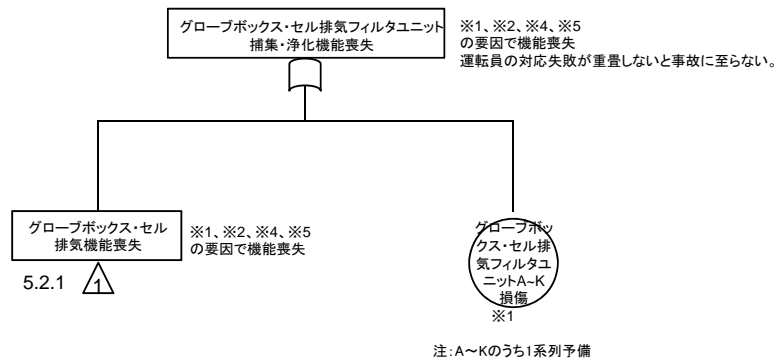 グローブボックス・セル排気フィルタユニット
捕集・浄化機能喪失
※1、※2、※4、※5
の要因で機能喪失
運転員の対応失敗が重畳しないと事故に至らない。
グローブボックス・セル
排気機能喪失
※1、※2、※4、※5
の要因で機能喪失
5.2.1
1
グローブボッ
クス・セル排
気フィルタユ
ニットA~K
損傷
※1
注:A～Kのうち1系列予備